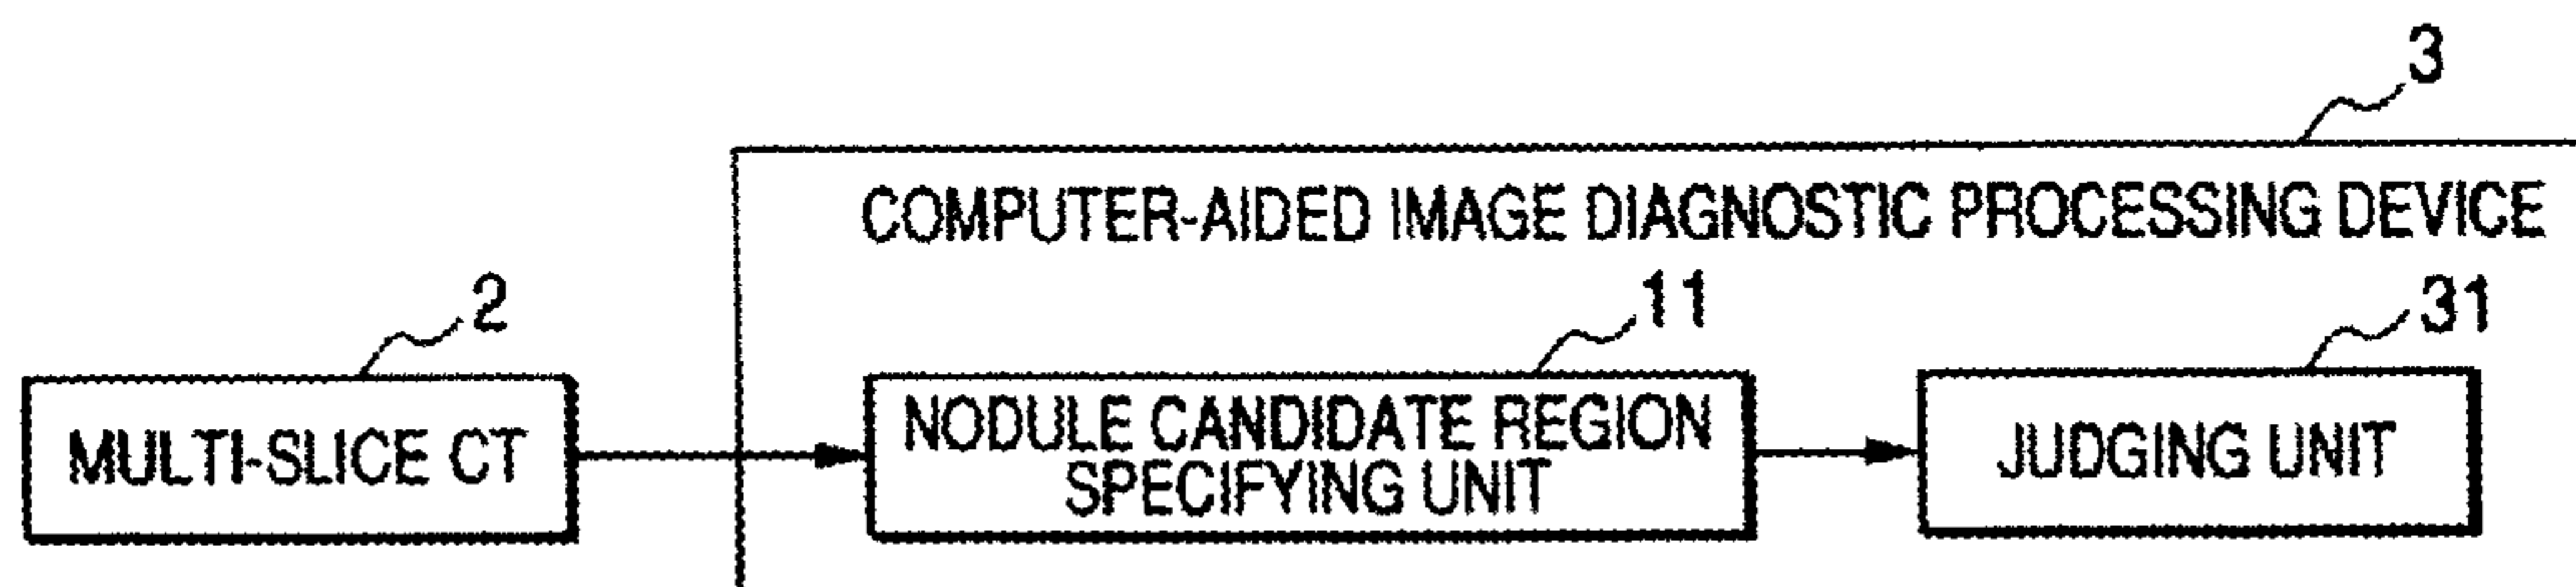 3
COMPUTER-AIDED IMAGE DIAGNOSTIC PROCESSING DEVICE
2
11
31
MULTI-SLICE CT
NODULE CANDIDATE REGION
SPECIFYING UNIT
JUDGING UNIT